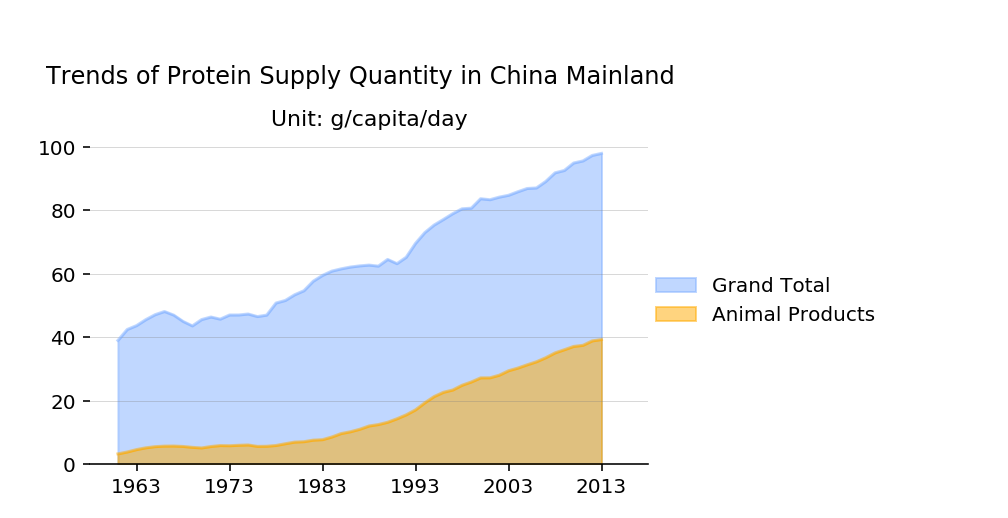 Trends of Protein Supply Quantity in China Mainland
Unit: g/capita/day
100
80
60
40
20
0
1963 1973 1983 1993 2003 2013
Grand Total
Animal Products